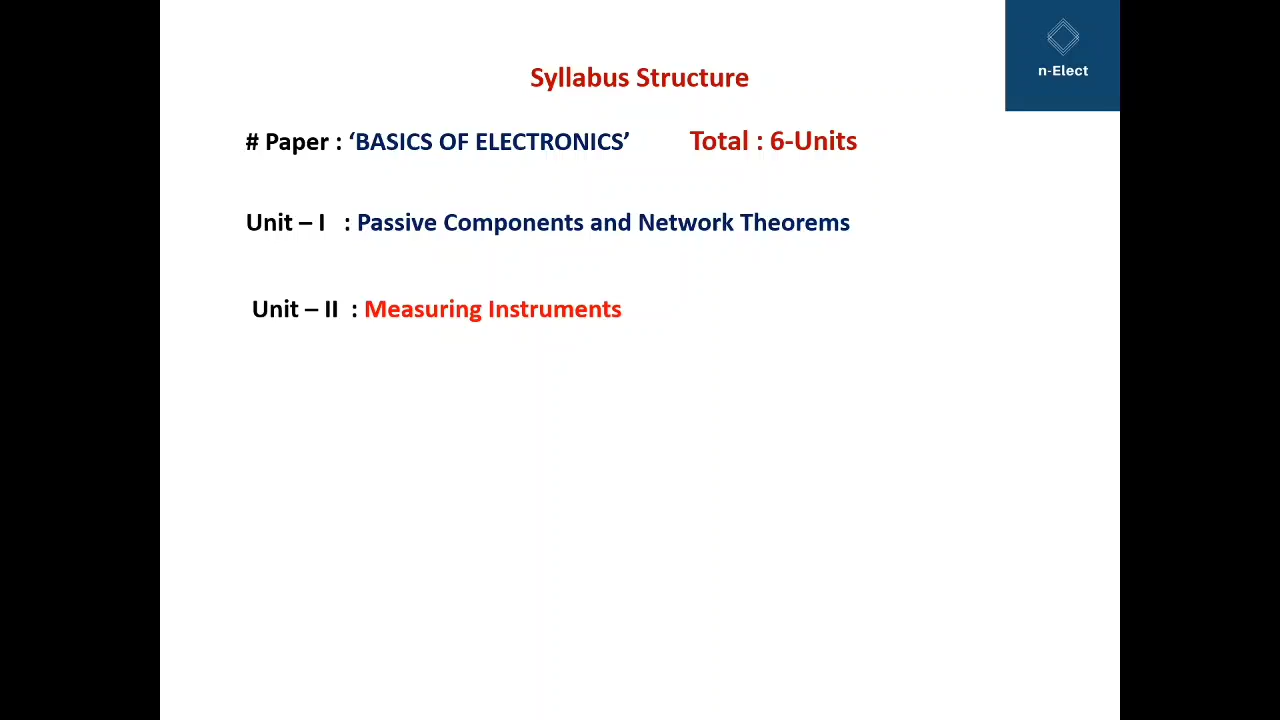 n-Elect
Syllabus Structure
# Paper : ‘BASICS OF ELECTRONICS’ Total : 6-Units
Unit – I : Passive Components and Network Theorems
Unit – II : Measuring Instruments